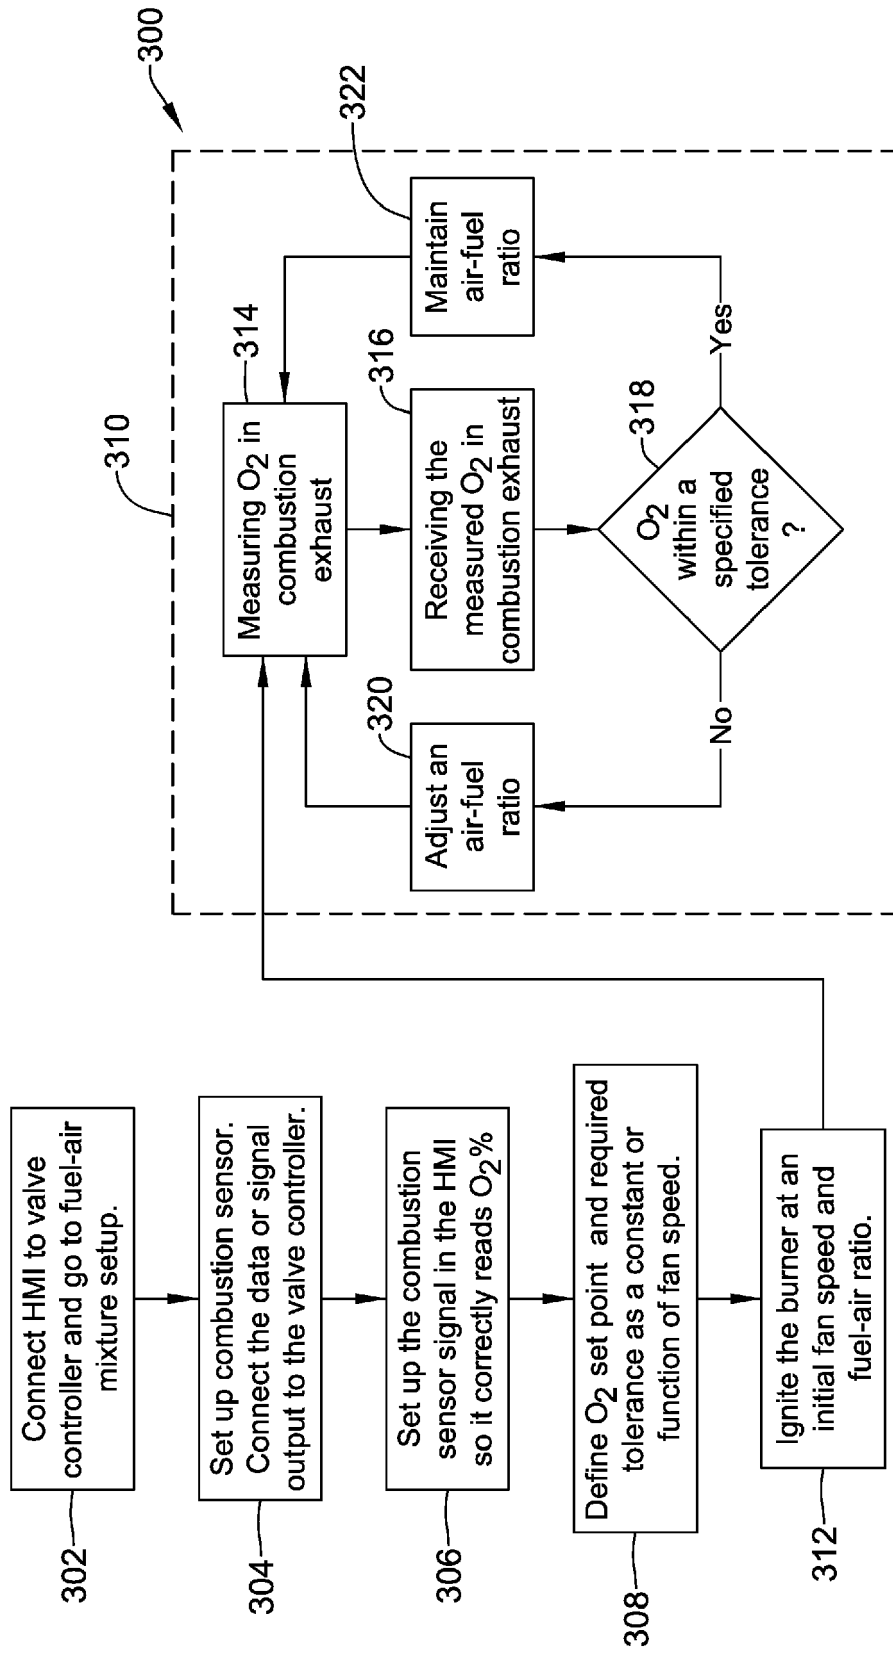 300
302
Connect HMI to valve
controller and go to fuel-air
mixture setup.
304
Set up combustion sensor.
Connect the data or signal
output to the valve controller.
306
Set up the combustion
sensor signal in the HMI
so it correctly reads O2%
308
Define O2 set point and required
tolerance as a constant or
function of fan speed.
312
Ignite the burner at an
initial fan speed and
fuel-air ratio.
310
314
Measuring O2 in
combustion
exhaust
316
Receiving the
measured O2 in
combustion exhaust
318
O2
within a
specified
tolerance
?
No
Yes
320
Adjust an
air-fuel
ratio
322
Maintain
air-fuel
ratio